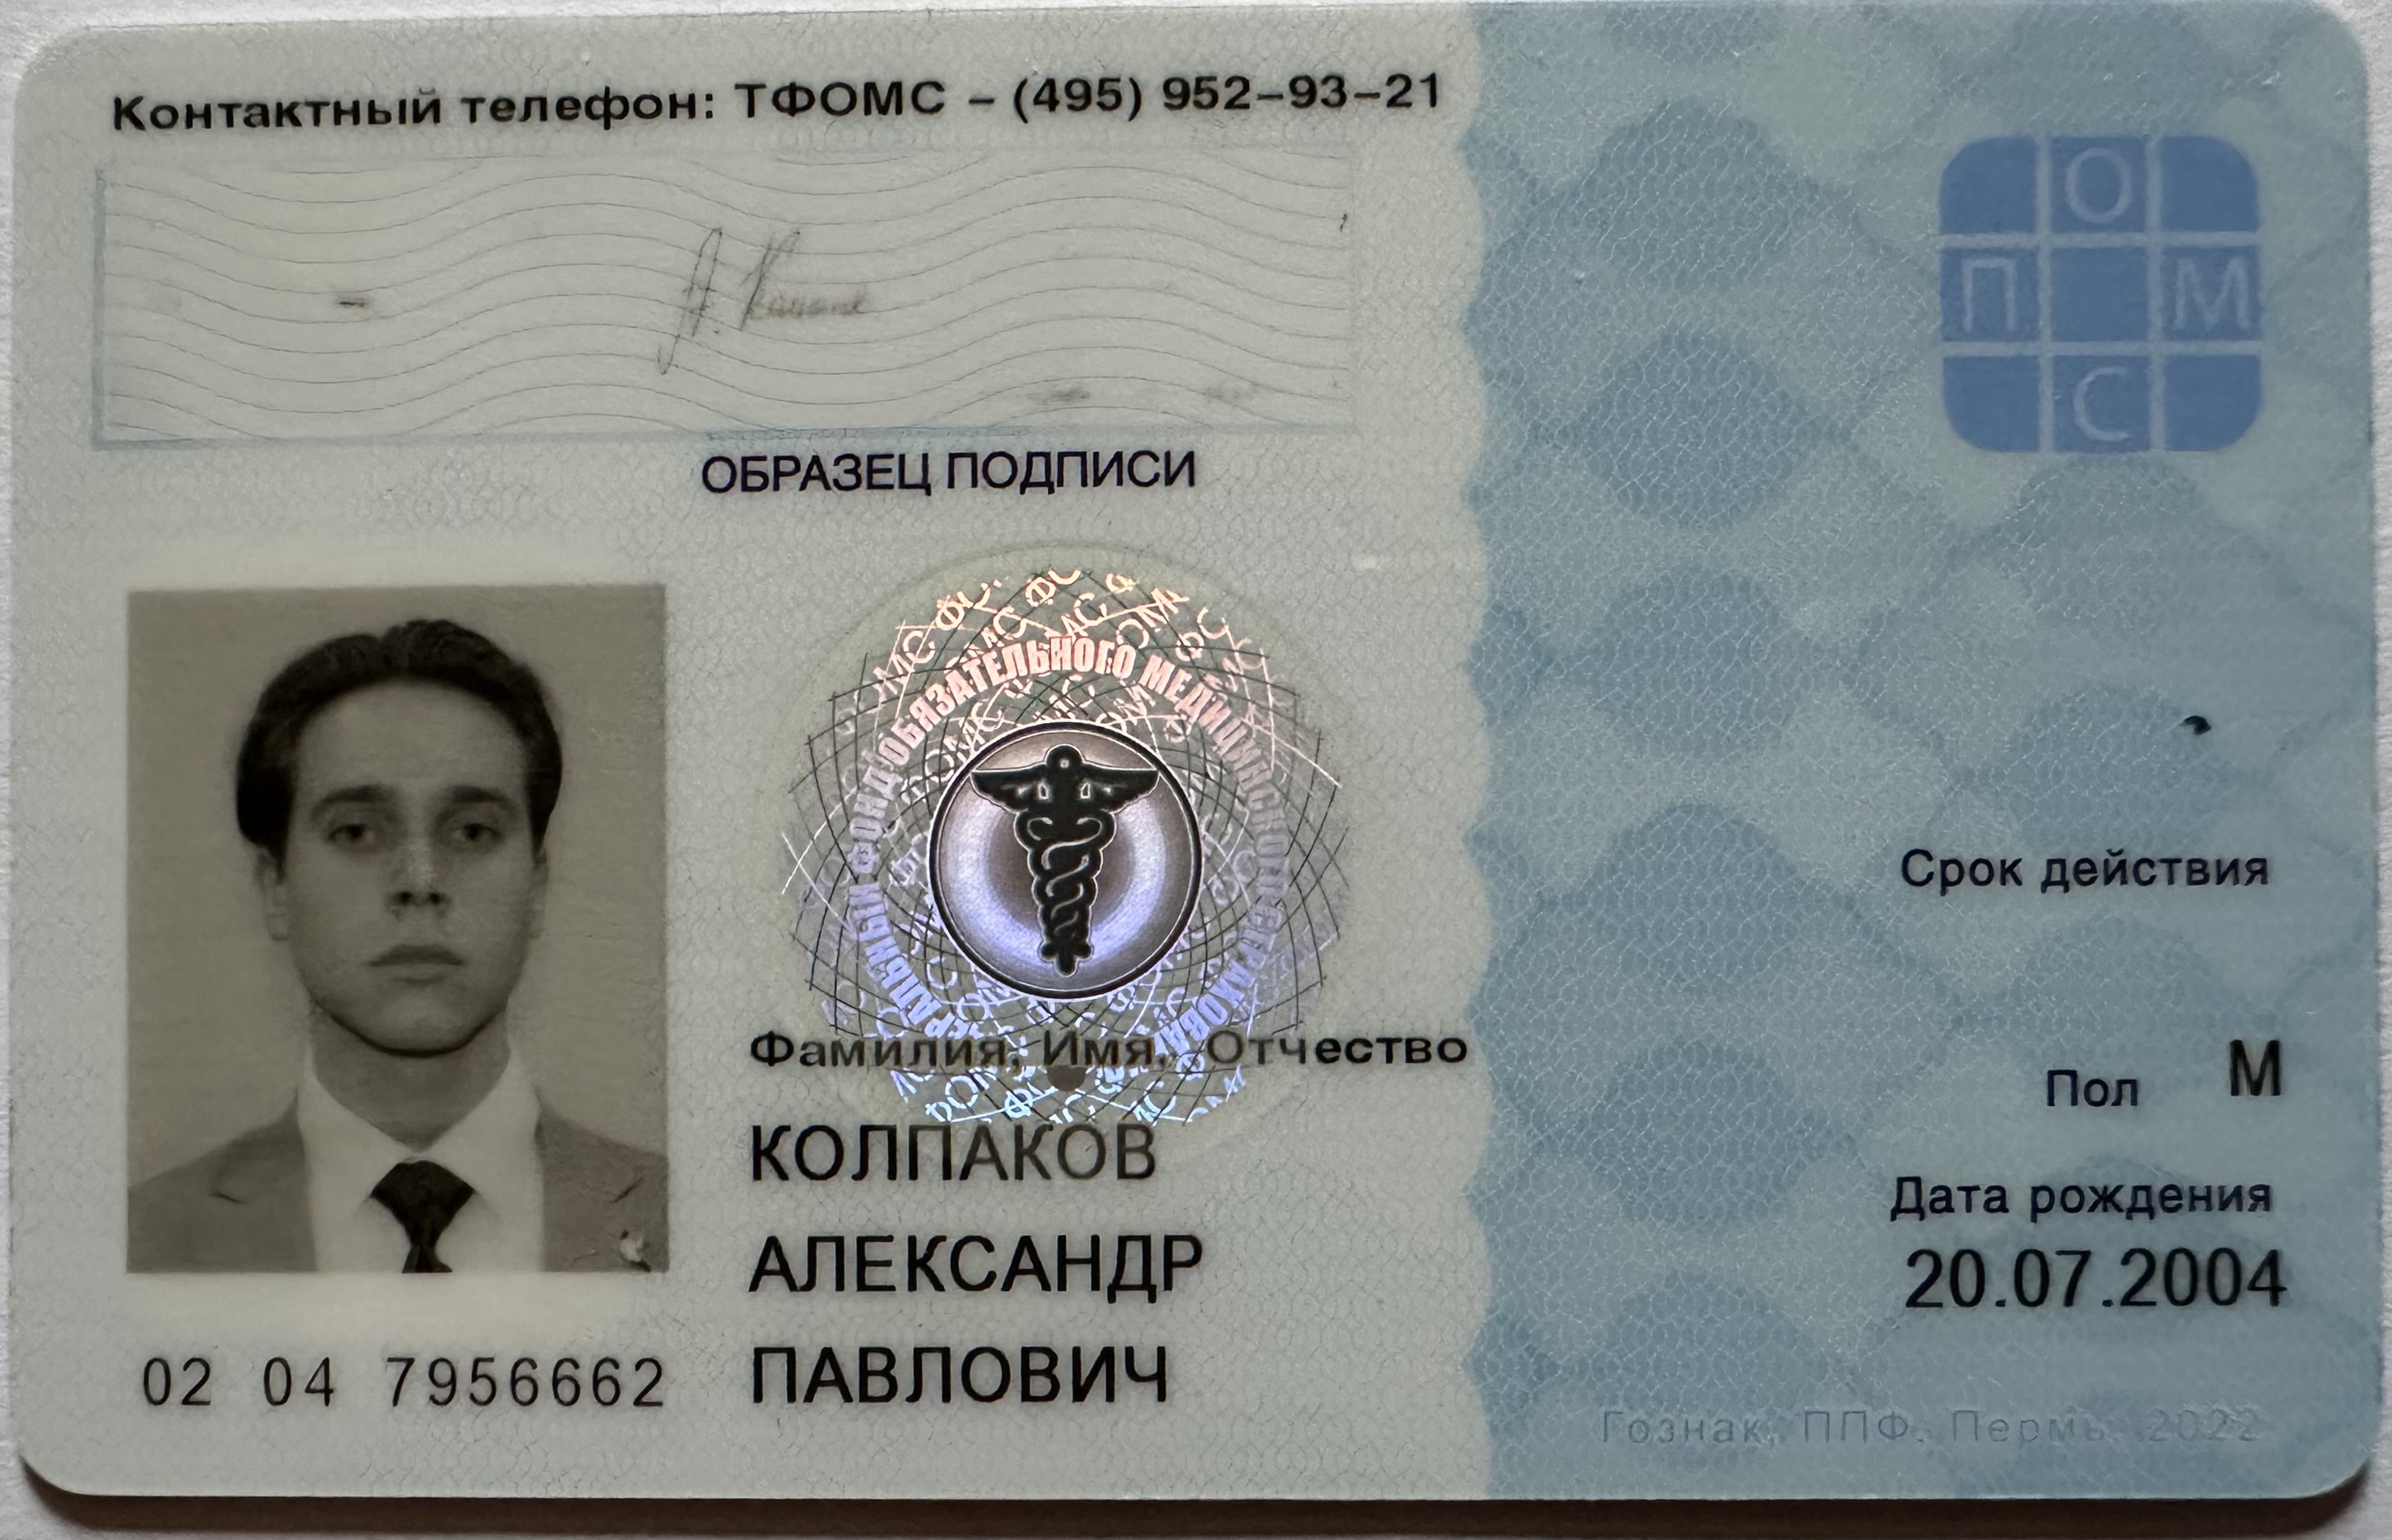 Контактный телефон: ТФОМС – (495) 952–93–21
О
П М
С
ОБРАЗЕЦ ПОДПИСИ
ФЕДЕРАЛЬНЫЙ ФОНД ОБЯЗАТЕЛЬНОГО МЕДИЦИНСКОГО СТРАХОВАНИЯ
Срок действия
Фамилия, Имя, Отчество
Пол М
КОЛПАКОВ
Дата рождения
АЛЕКСАНДР
20.07.2004
ПАВЛОВИЧ
02 04 7956662
Гознак, ППФ, Пермь, 2022